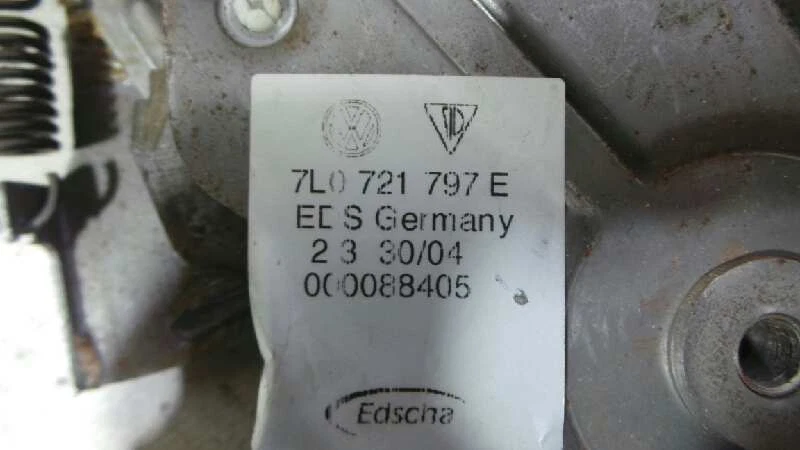 7L0 721 797 E
EDS Germany
2 3 30/04
000088405
Edscha